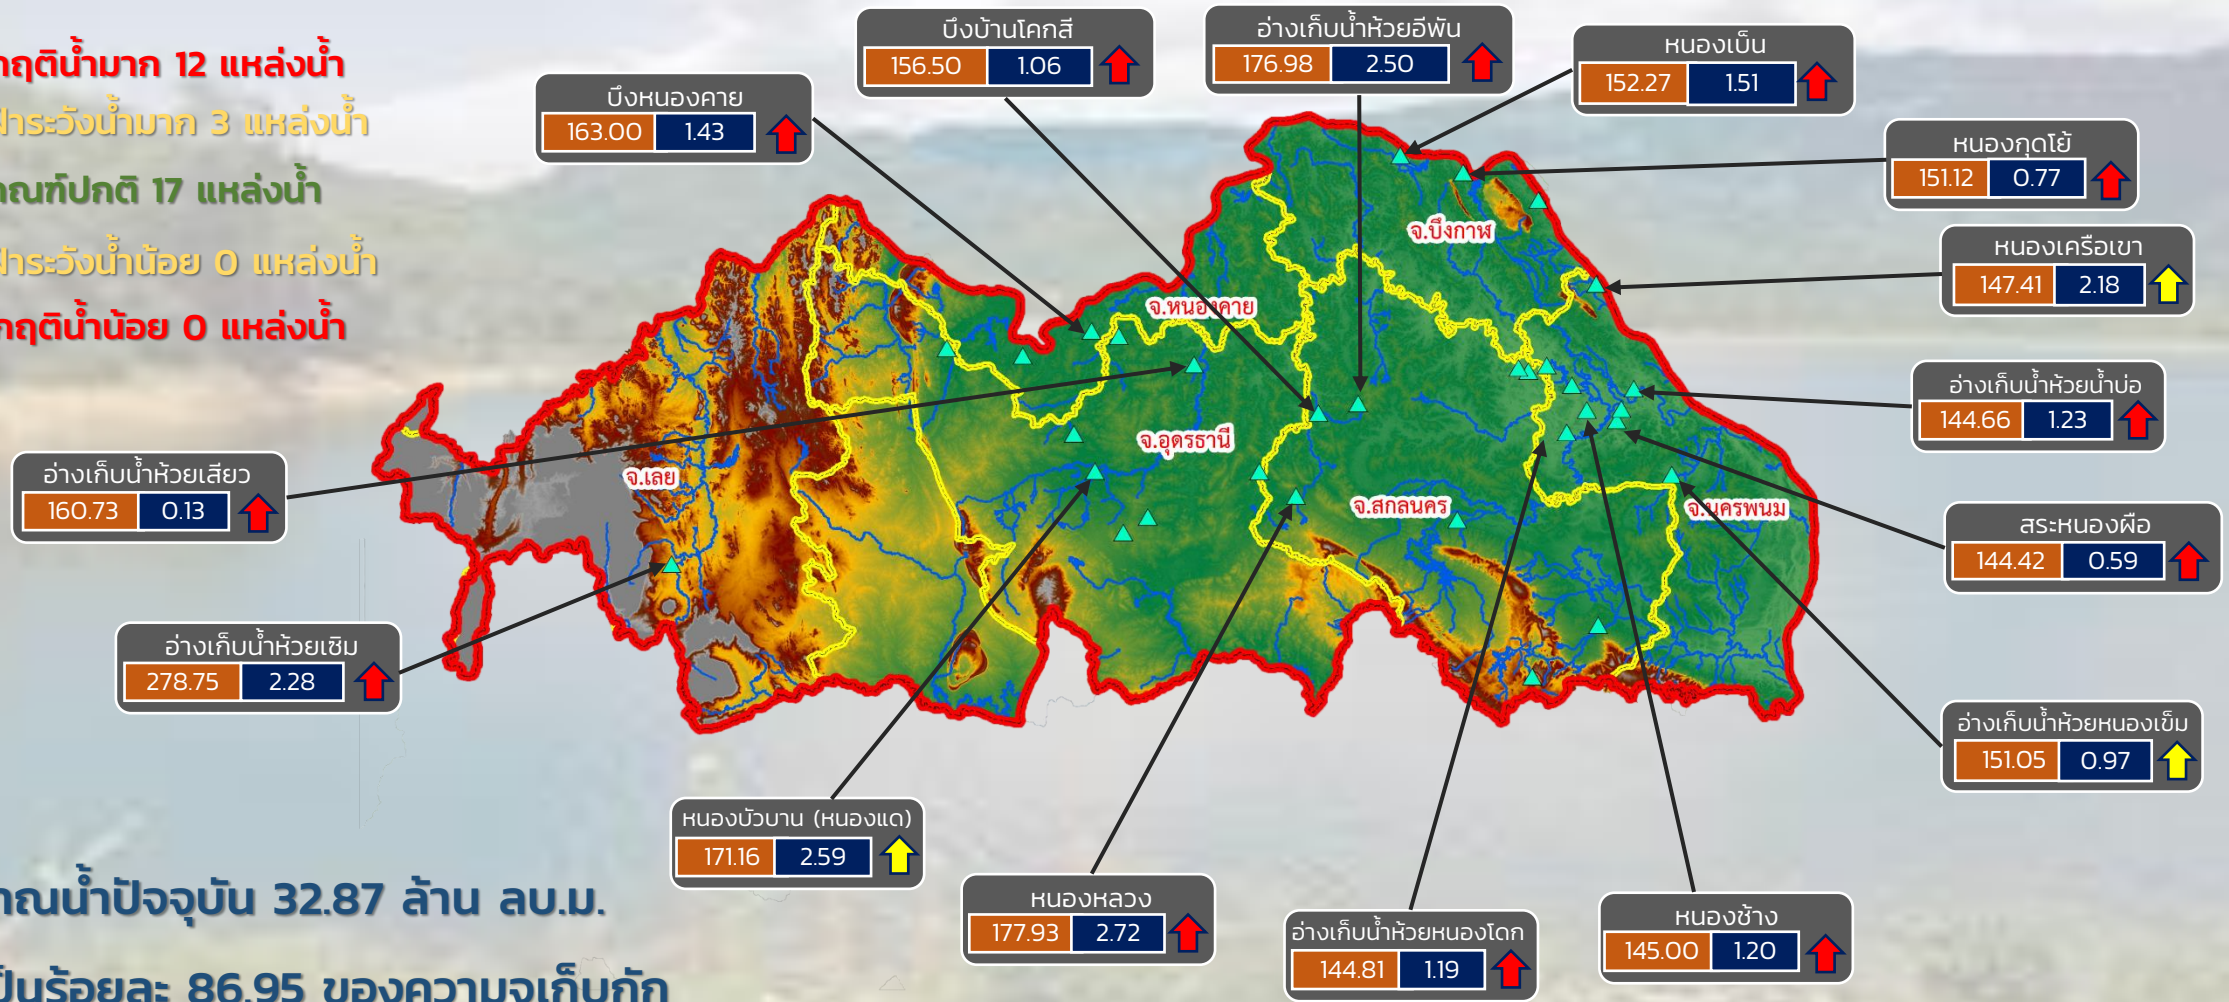 น้ำมาก 12 แหล่งน้ำ
ระวังน้ำมาก 3 แหล่งน้ำ
ปกติ 17 แหล่งน้ำ
ระวังน้ำน้อย 0 แหล่งน้ำ
น้ำน้อย 0 แหล่งน้ำ
บึงหนองคาย
163.00 1.43
บึงบ้านโคกสี
156.50 1.06
อ่างเก็บน้ำห้วยอีพัน
176.98 2.50
หนองเบ็น
152.27 1.51
หนองกุดโย้
151.12 0.77
หนองเครือเขา
147.41 2.18
อ่างเก็บน้ำห้วยน้ำบ่อ
144.66 1.23
สระหนองผือ
144.42 0.59
อ่างเก็บน้ำห้วยหนองเข็ม
151.05 0.97
หนองช้าง
145.00 1.20
อ่างเก็บน้ำห้วยหนองโดก
144.81 1.19
หนองหลวง
177.93 2.72
หนองบัวบาน (หนองแด)
171.16 2.59
อ่างเก็บน้ำห้วยเซิม
278.75 2.28
อ่างเก็บน้ำห้วยเสียว
160.73 0.13
จ.บึงกาฬ
จ.หนองคาย
จ.อุดรธานี
จ.เลย
จ.สกลนคร
จ.นครพนม
น้ำปัจจุบัน 32.87 ล้าน ลบ.ม.
ร้อยละ 86.95 ของความจุเก็บกัก